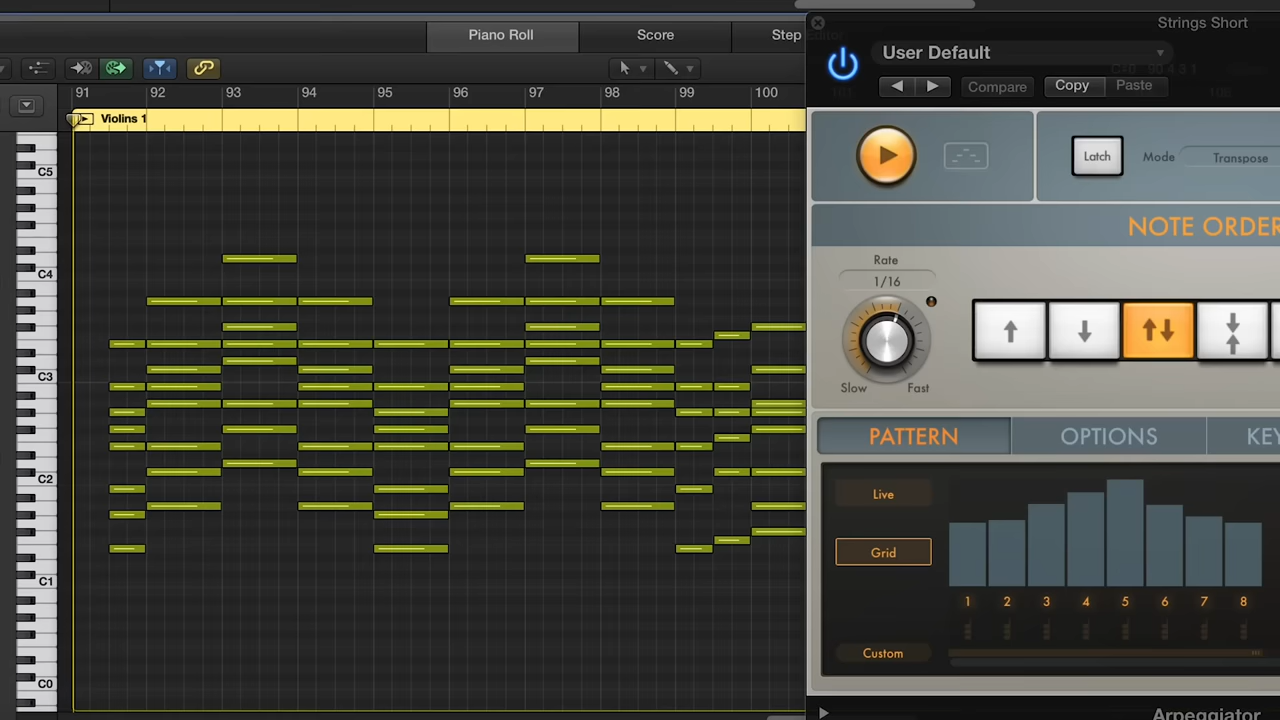 Strings Short
Piano Roll
Score
Step Editor
User Default
Compare
Copy
Paste
91 92 93 94 95 96 97 98 99 100
Violins 1
C5
C4
C3
C2
C1
C0
Latch
Mode
Transpose
NOTE ORDER
Rate
1/16
Slow
Fast
PATTERN
OPTIONS
KEY
Live
Grid
Custom
1 2 3 4 5 6 7 8
Arpeggiator